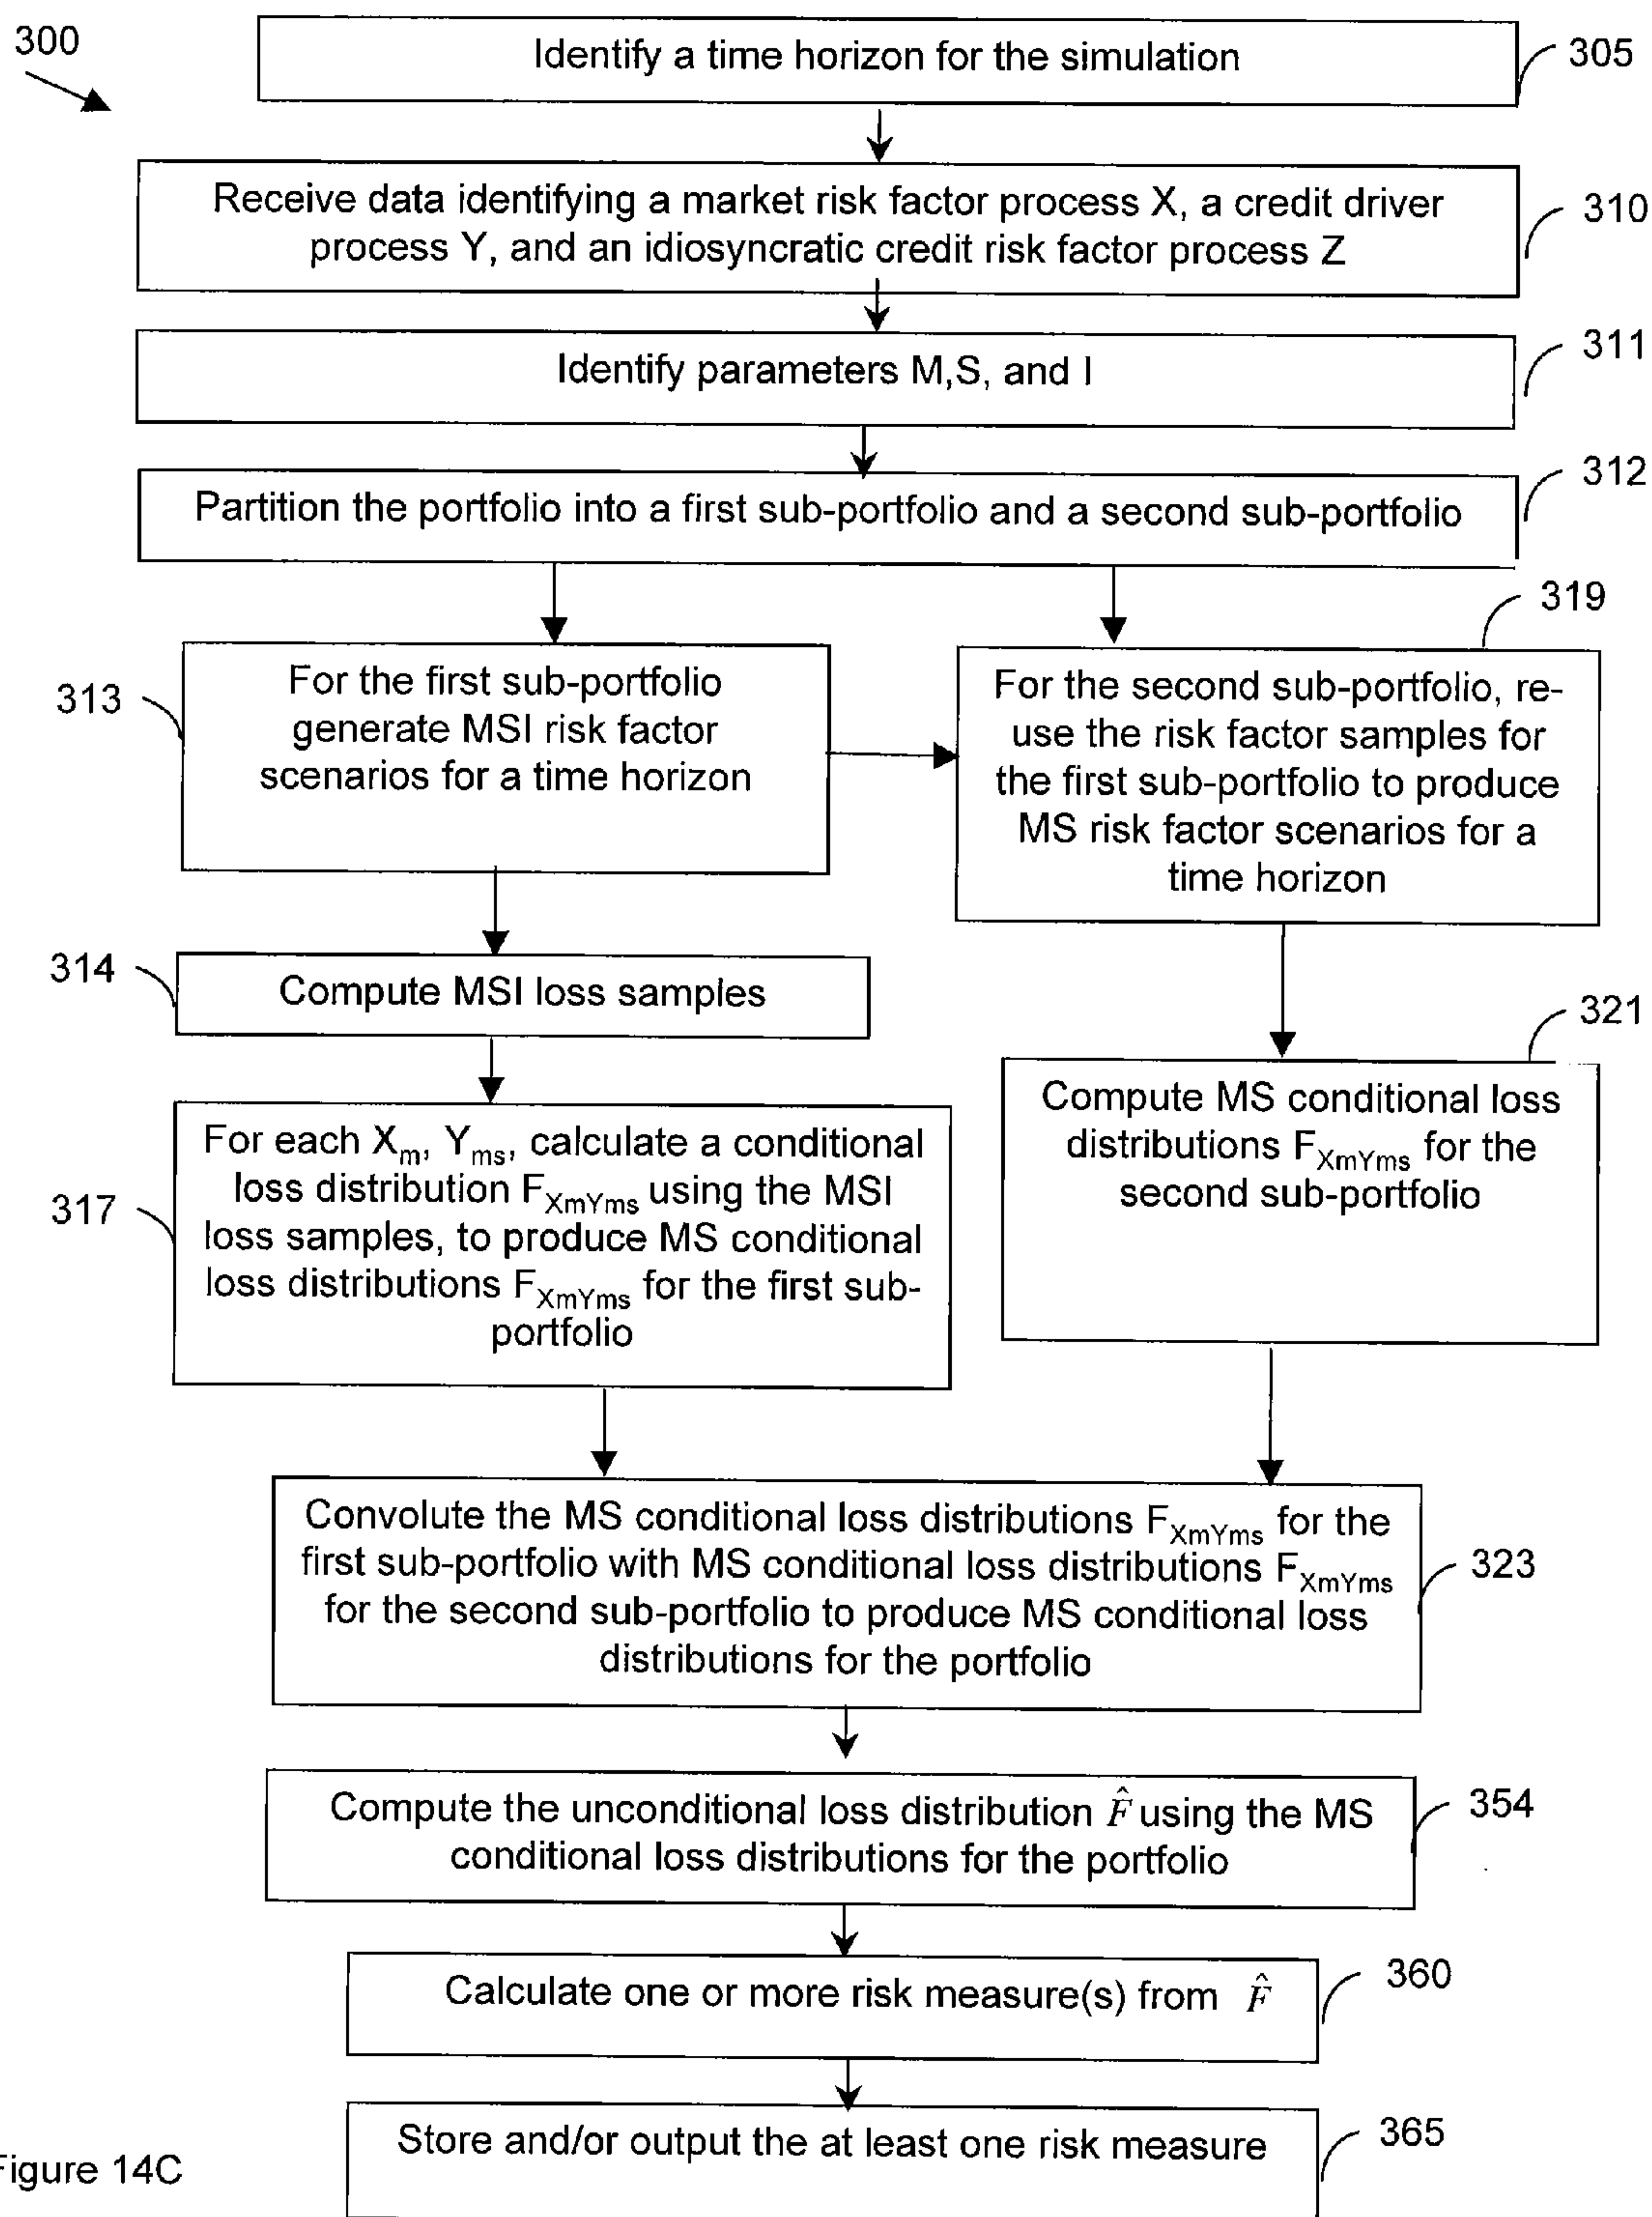 300
Identify a time horizon for the simulation
305
Receive data identifying a market risk factor process X, a credit driver
process Y, and an idiosyncratic credit risk factor process Z
310
Identify parameters M,S, and I
311
Partition the portfolio into a first sub-portfolio and a second sub-portfolio
312
313
For the first sub-portfolio
generate MSI risk factor
scenarios for a time horizon
319
For the second sub-portfolio, re-
use the risk factor samples for
the first sub-portfolio to produce
MS risk factor scenarios for a
time horizon
314
Compute MSI loss samples
317
For each Xm, Yms, calculate a conditional
loss distribution FXmYms using the MSI
loss samples, to produce MS conditional
loss distributions FXmYms for the first sub-
portfolio
321
Compute MS conditional loss
distributions FXmYms for the
second sub-portfolio
Convolute the MS conditional loss distributions FXmYms for the
first sub-portfolio with MS conditional loss distributions FXmYms
for the second sub-portfolio to produce MS conditional loss
distributions for the portfolio
323
Compute the unconditional loss distribution F̂ using the MS
conditional loss distributions for the portfolio
354
Calculate one or more risk measure(s) from F̂
360
Store and/or output the at least one risk measure
365
Figure 14C